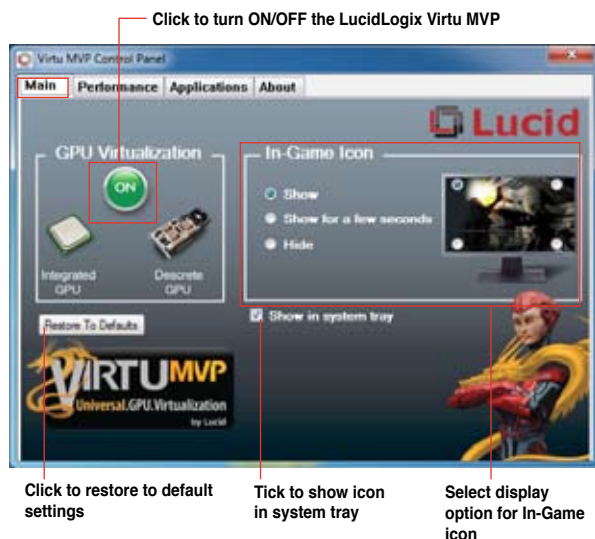 Click to turn ON/OFF the LucidLogix Virtu MVP
Virtu MVP Control Panel
Main Performance Applications About
Lucid
GPU Virtualization
In-Game Icon
ON
Show
Show for a few seconds
Hide
Integrated GPU
Descrete GPU
Restore To Defaults
Show in system tray
VIRTUMVP
Universal.GPU.Virtualization
by Lucid
Click to restore to default
settings
Tick to show icon
in system tray
Select display
option for In-Game
icon